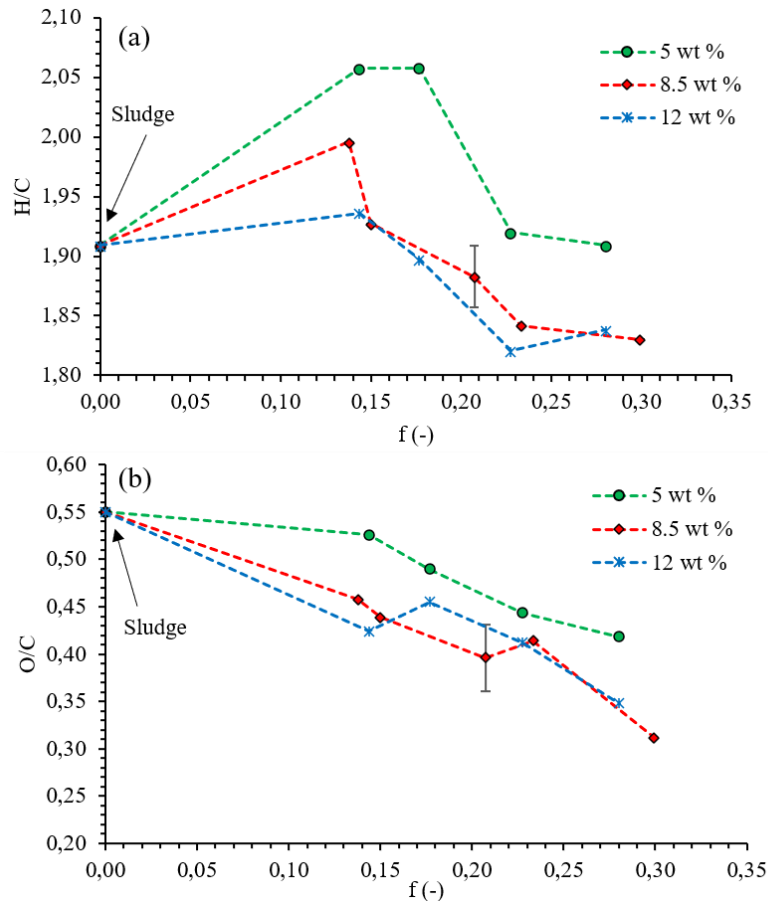 (a)
2,10
2,05
2,00
1,95
1,90
1,85
1,80
H/C
Sludge
5 wt %
8.5 wt %
12 wt %
0,00 0,05 0,10 0,15 0,20 0,25 0,30 0,35
f (-)
(b)
0,60
0,55
0,50
0,45
0,40
0,35
0,30
0,25
0,20
O/C
Sludge
5 wt %
8.5 wt %
12 wt %
0,00 0,05 0,10 0,15 0,20 0,25 0,30 0,35
f (-)